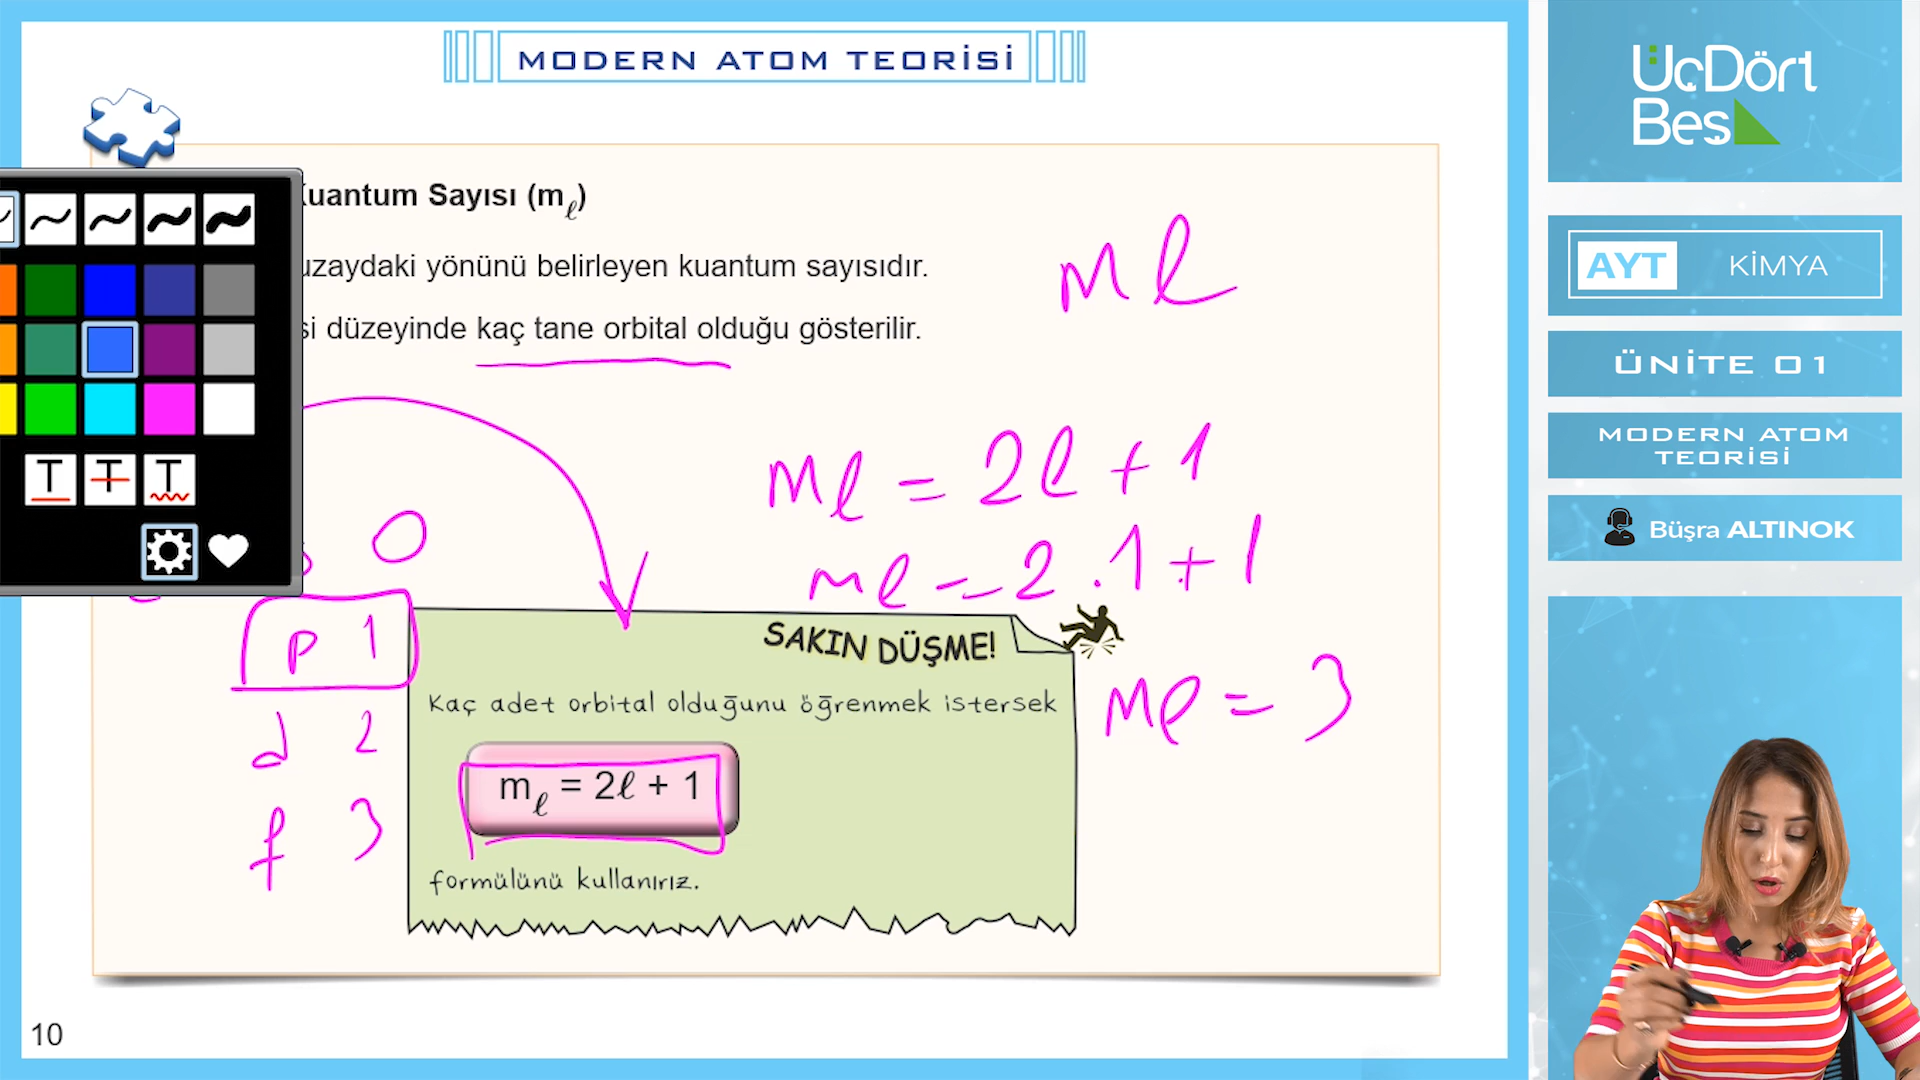 MODERN ATOM TEORİSİ
Kuantum Sayısı (mℓ)
uzaydaki yönünü belirleyen kuantum sayısıdır.
si düzeyinde kaç tane orbital olduğu gösterilir.
mℓ
mℓ = 2ℓ + 1
mℓ = 2.1 + 1
mℓ = 3
0
p 1
d 2
f 3
SAKIN DÜŞME!
Kaç adet orbital olduğunu öğrenmek istersek
mℓ = 2ℓ + 1
formülünü kullanırız.
10
T T T
ÜçDört
Beş
AYT KİMYA
ÜNİTE 01
MODERN ATOM
TEORİSİ
Büşra ALTINOK